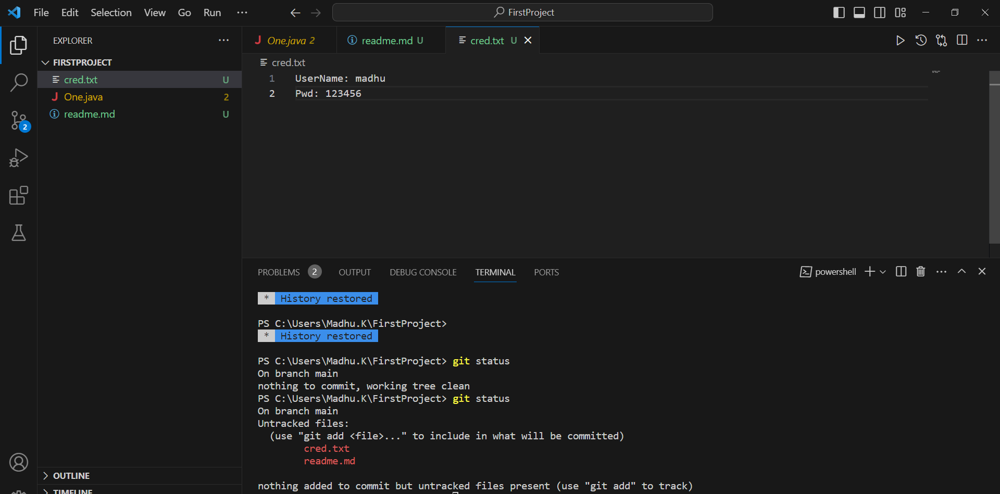 File Edit Selection View Go Run ··· FirstProject
EXPLORER ···
FIRSTPROJECT
cred.txt U
One.java 2
readme.md U
2
OUTLINE
TIMELINE
One.java 2 readme.md U cred.txt U
cred.txt
1 UserName: madhu
2 Pwd: 123456
PROBLEMS 2 OUTPUT DEBUG CONSOLE TERMINAL PORTS powershell
* History restored
PS C:\Users\Madhu.K\FirstProject>
* History restored
PS C:\Users\Madhu.K\FirstProject> git status
On branch main
nothing to commit, working tree clean
PS C:\Users\Madhu.K\FirstProject> git status
On branch main
Untracked files:
(use "git add <file>..." to include in what will be committed)
cred.txt
readme.md
nothing added to commit but untracked files present (use "git add" to track)